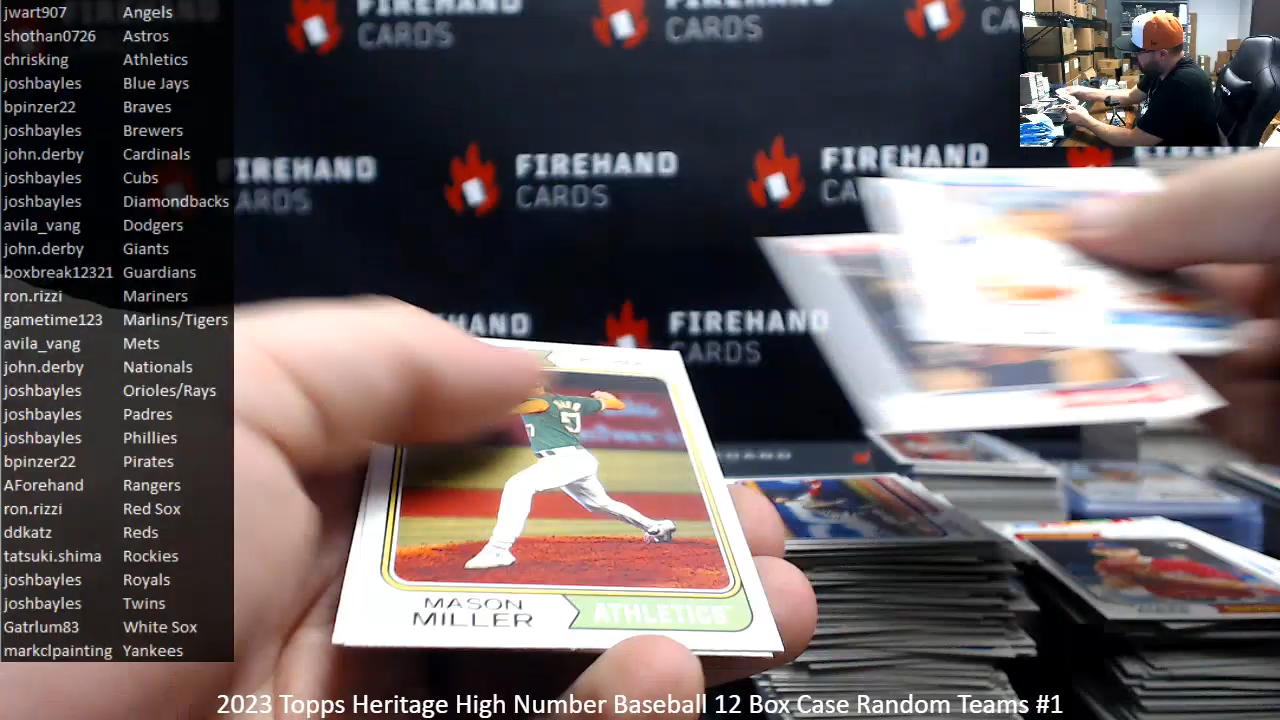 jwart907 Angels
shothan0726 Astros
chrisking Athletics
joshbayles Blue Jays
bpinzer22 Braves
joshbayles Brewers
john.derby Cardinals
joshbayles Cubs
joshbayles Diamondbacks
avila_vang Dodgers
john.derby Giants
boxbreak12321 Guardians
ron.rizzi Mariners
gametime123 Marlins/Tigers
avila_vang Mets
john.derby Nationals
joshbayles Orioles/Rays
joshbayles Padres
joshbayles Phillies
bpinzer22 Pirates
AForehand Rangers
ron.rizzi Red Sox
ddkatz Reds
tatsuki.shima Rockies
joshbayles Royals
joshbayles Twins
Gatrlum83 White Sox
markclpainting Yankees
CARDS
CARDS
FIREHAND
CARDS
FIREHAND
CARDS
FIREHAND
CARDS
FIREHAND
CARDS
57
MASON
MILLER
ATHLETICS
2023 Topps Heritage High Number Baseball 12 Box Case Random Teams #1